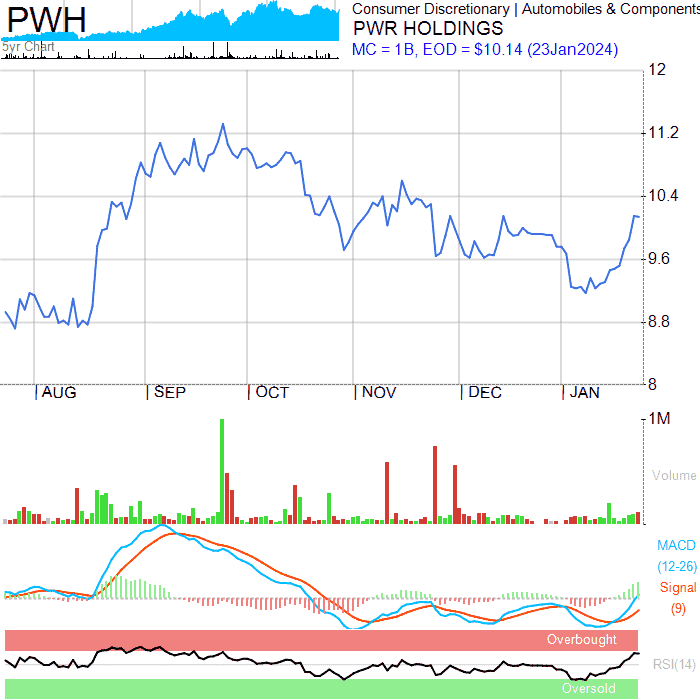 PWH
5yr Chart
Consumer Discretionary | Automobiles & Components
PWR HOLDINGS
MC = 1B, EOD = $10.14 (23Jan2024)
12
11.2
10.4
9.6
8.8
8
AUG SEP OCT NOV DEC JAN
1M
Volume
MACD
(12-26)
Signal
(9)
Overbought
RSI(14)
Oversold